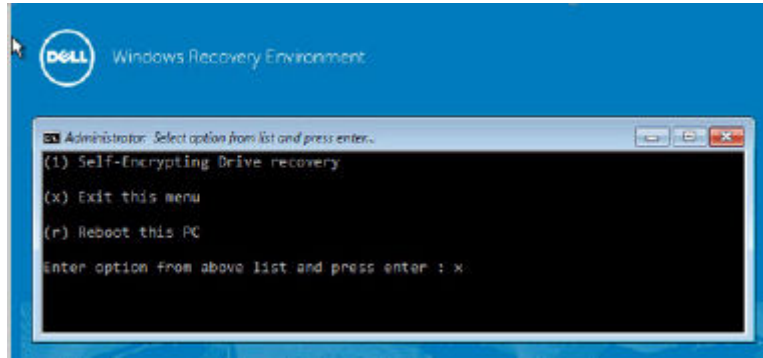 DELL Windows Recovery Environment
Administrator: Select option from list and press enter..
(1) Self-Encrypting Drive recovery
(x) Exit this menu
(r) Reboot this PC
Enter option from above list and press enter : x